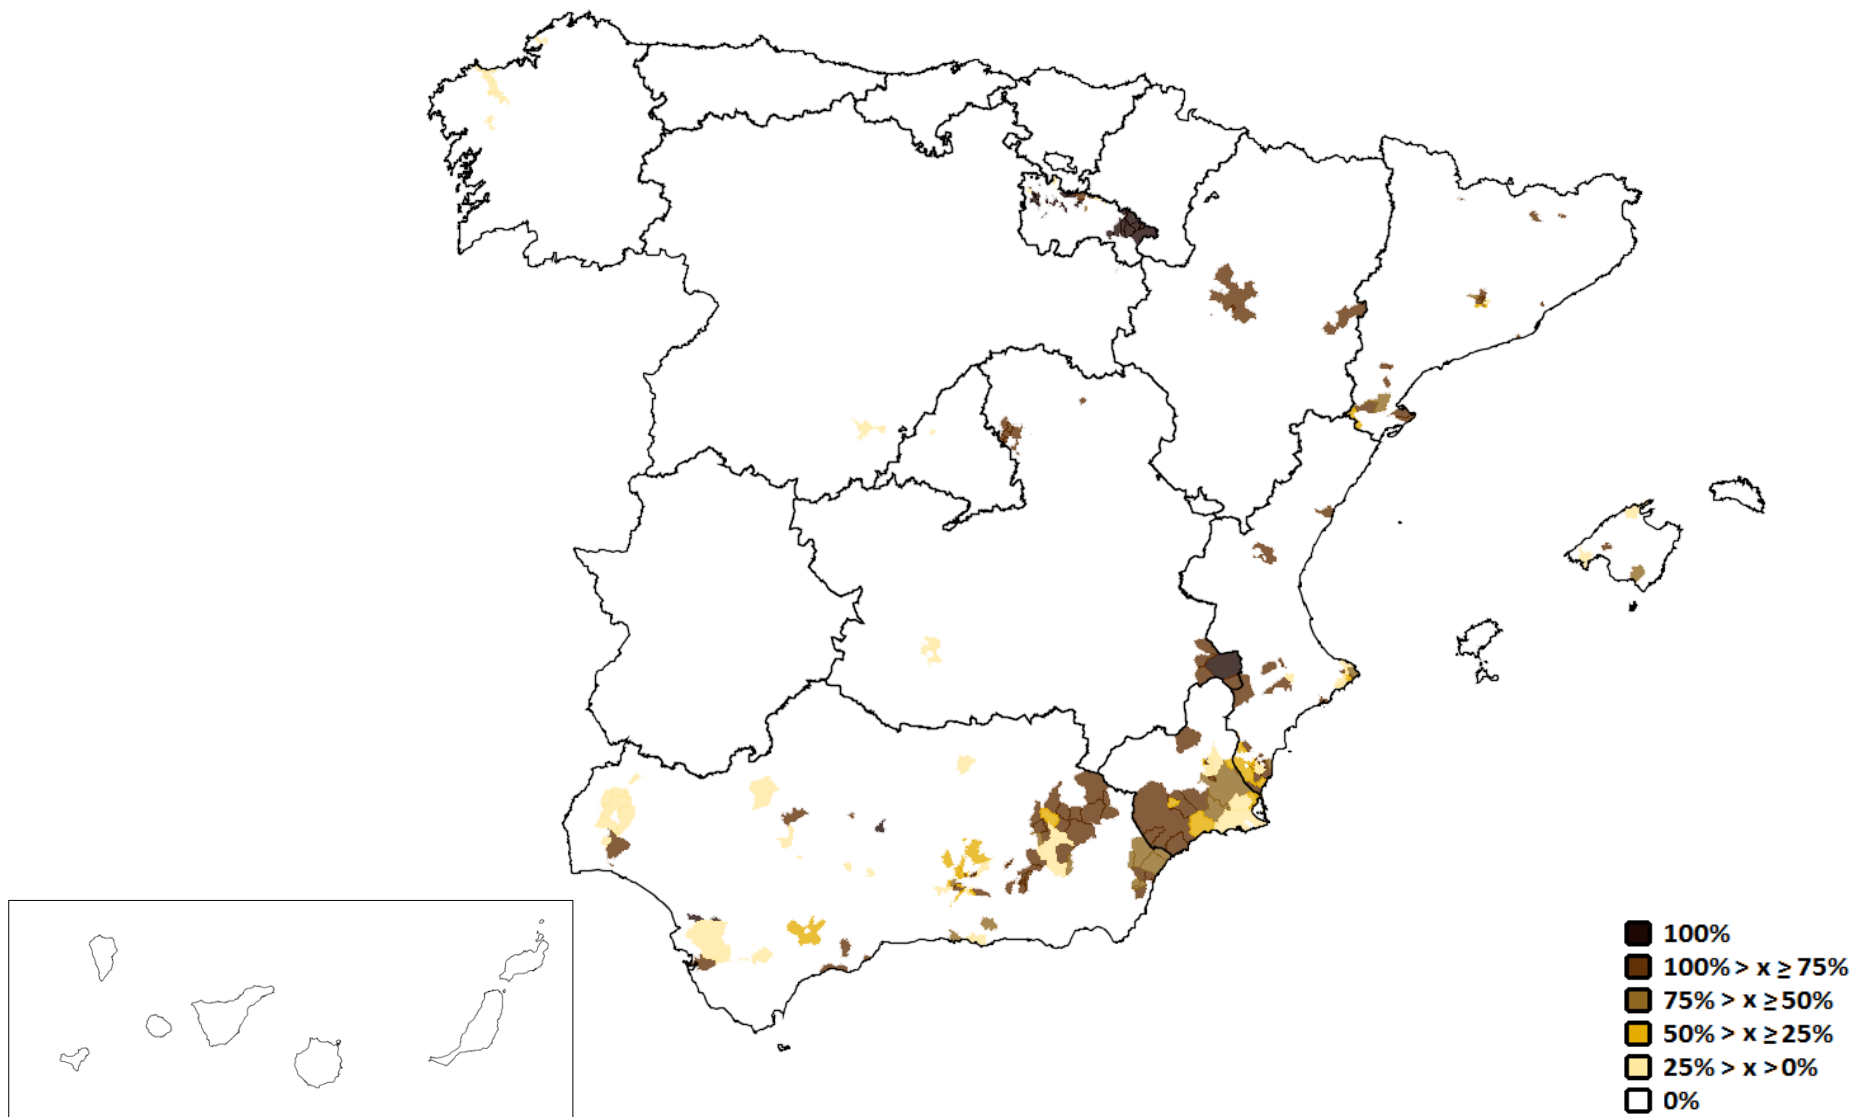 100%
100% > x ≥ 75%
75% > x ≥ 50%
50% > x ≥ 25%
25% > x > 0%
0%